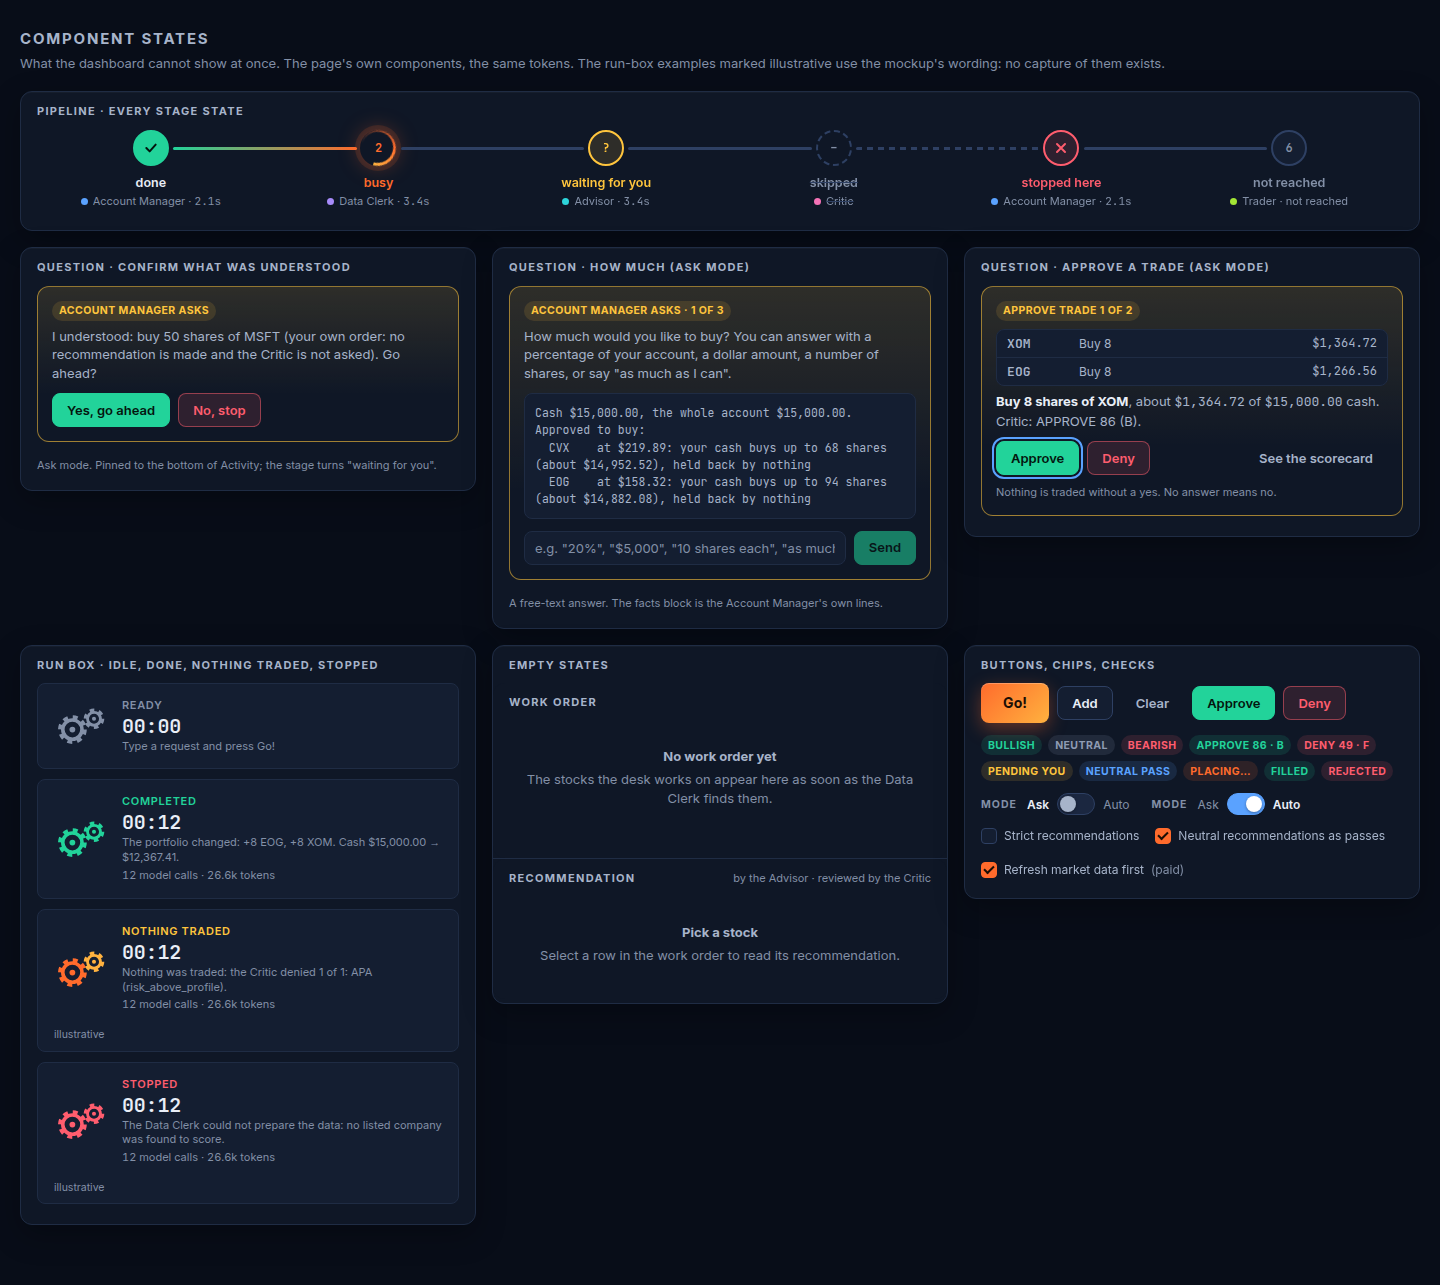 COMPONENT STATES
What the dashboard cannot show at once. The page's own components, the same tokens. The run-box examples marked illustrative use the mockup's wording: no capture of them exists.
PIPELINE · EVERY STAGE STATE
2
?
–
6
done
busy
waiting for you
skipped
stopped here
not reached
Account Manager · 2.1s
Data Clerk · 3.4s
Advisor · 3.4s
Critic
Account Manager · 2.1s
Trader · not reached
QUESTION · CONFIRM WHAT WAS UNDERSTOOD
ACCOUNT MANAGER ASKS
I understood: buy 50 shares of MSFT (your own order: no
recommendation is made and the Critic is not asked). Go
ahead?
Yes, go ahead
No, stop
Ask mode. Pinned to the bottom of Activity; the stage turns "waiting for you".
QUESTION · HOW MUCH (ASK MODE)
ACCOUNT MANAGER ASKS · 1 OF 3
How much would you like to buy? You can answer with a
percentage of your account, a dollar amount, a number of
shares, or say "as much as I can".
Cash $15,000.00, the whole account $15,000.00.
Approved to buy:
CVX at $219.89: your cash buys up to 68 shares
(about $14,952.52), held back by nothing
EOG at $158.32: your cash buys up to 94 shares
(about $14,882.08), held back by nothing
e.g. "20%", "$5,000", "10 shares each", "as much
Send
A free-text answer. The facts block is the Account Manager's own lines.
QUESTION · APPROVE A TRADE (ASK MODE)
APPROVE TRADE 1 OF 2
XOM Buy 8 $1,364.72
EOG Buy 8 $1,266.56
Buy 8 shares of XOM, about $1,364.72 of $15,000.00 cash.
Critic: APPROVE 86 (B).
Approve
Deny
See the scorecard
Nothing is traded without a yes. No answer means no.
RUN BOX · IDLE, DONE, NOTHING TRADED, STOPPED
READY
00:00
Type a request and press Go!
COMPLETED
00:12
The portfolio changed: +8 EOG, +8 XOM. Cash $15,000.00 →
$12,367.41.
12 model calls · 26.6k tokens
NOTHING TRADED
00:12
Nothing was traded: the Critic denied 1 of 1: APA
(risk_above_profile).
12 model calls · 26.6k tokens
illustrative
STOPPED
00:12
The Data Clerk could not prepare the data: no listed company
was found to score.
12 model calls · 26.6k tokens
illustrative
EMPTY STATES
WORK ORDER
No work order yet
The stocks the desk works on appear here as soon as the Data
Clerk finds them.
RECOMMENDATION
by the Advisor · reviewed by the Critic
Pick a stock
Select a row in the work order to read its recommendation.
BUTTONS, CHIPS, CHECKS
Go!
Add
Clear
Approve
Deny
BULLISH NEUTRAL BEARISH APPROVE 86 · B DENY 49 · F
PENDING YOU NEUTRAL PASS PLACING… FILLED REJECTED
MODE Ask Auto MODE Ask Auto
Strict recommendations Neutral recommendations as passes
Refresh market data first (paid)